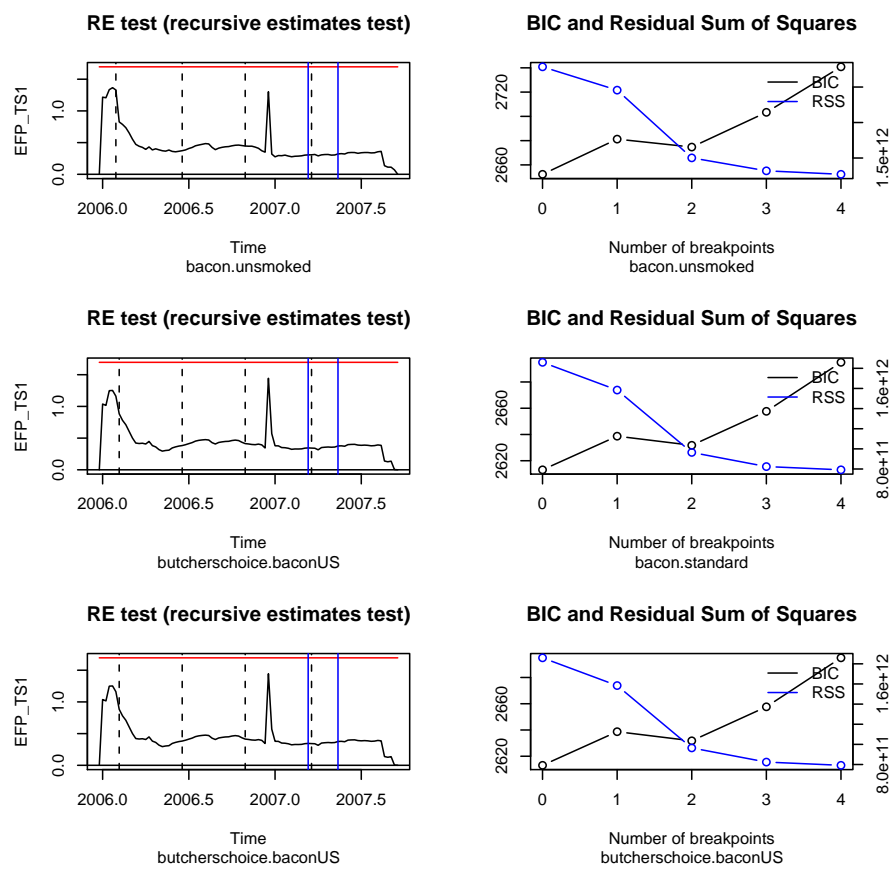 RE test (recursive estimates test)
BIC and Residual Sum of Squares
EFP_TS1
0.0
1.0
2006.0
2006.5
2007.0
2007.5
Time
bacon.unsmoked
2660
2720
BIC
RSS
1.5e+12
0
1
2
3
4
Number of breakpoints
bacon.unsmoked
RE test (recursive estimates test)
BIC and Residual Sum of Squares
EFP_TS1
0.0
1.0
2006.0
2006.5
2007.0
2007.5
Time
butcherschoice.baconUS
2620
2660
BIC
RSS
8.0e+11
1.6e+12
0
1
2
3
4
Number of breakpoints
bacon.standard
RE test (recursive estimates test)
BIC and Residual Sum of Squares
EFP_TS1
0.0
1.0
2006.0
2006.5
2007.0
2007.5
Time
butcherschoice.baconUS
2620
2660
BIC
RSS
8.0e+11
1.6e+12
0
1
2
3
4
Number of breakpoints
butcherschoice.baconUS